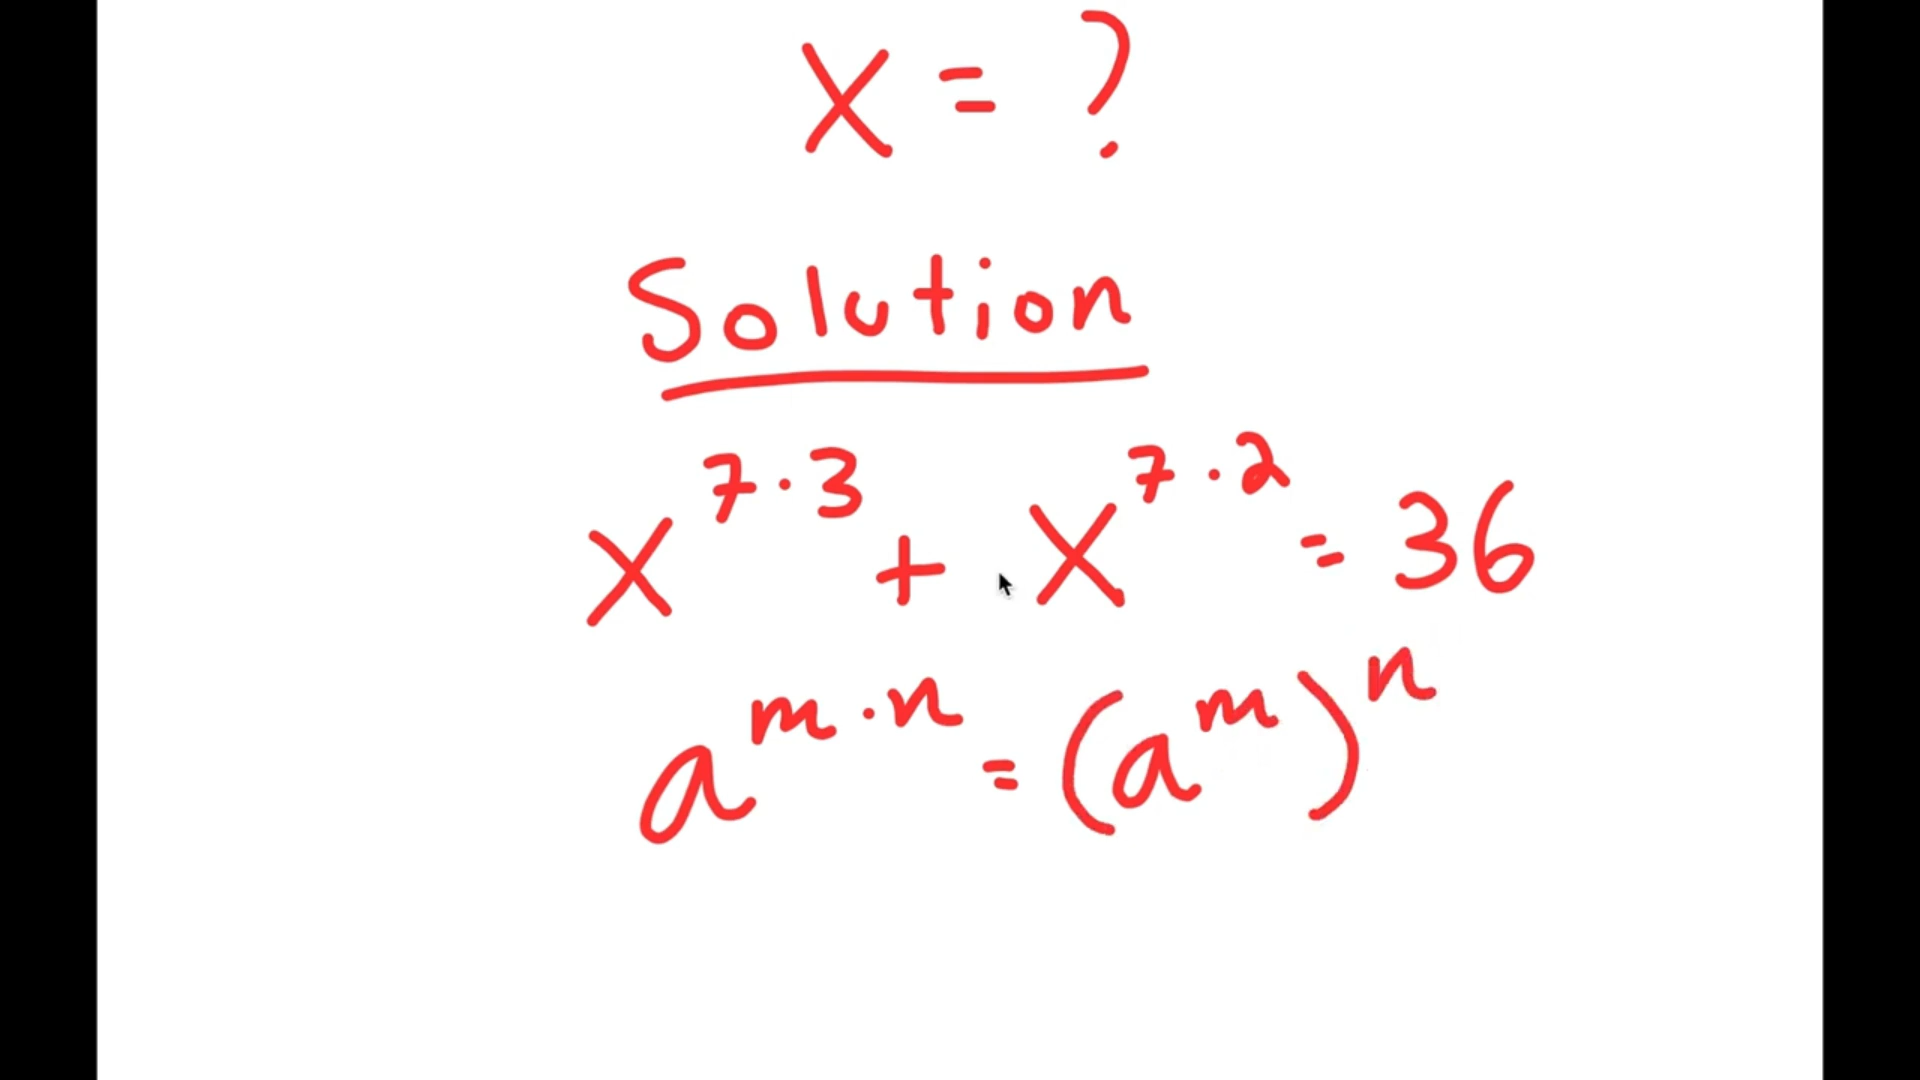 x = ?
Solution
x^{7·3} + x^{7·2} = 36
a^{m·n} = (a^m)^n